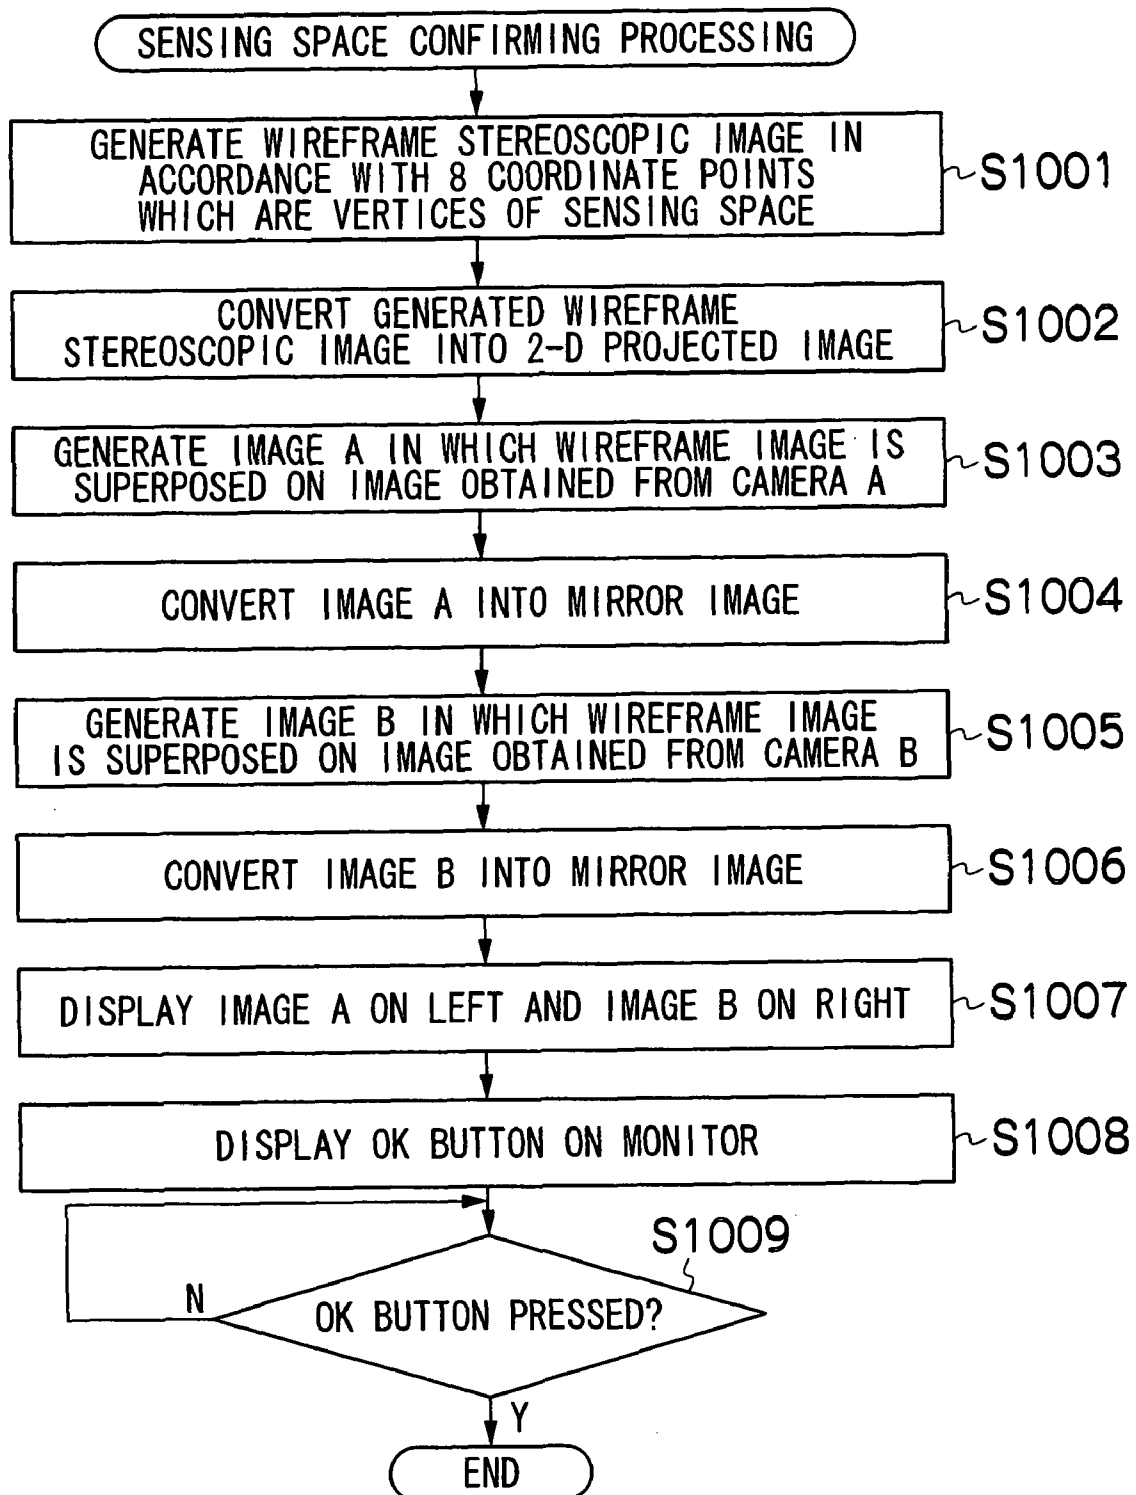 SENSING SPACE CONFIRMING PROCESSING
GENERATE WIREFRAME STEREOSCOPIC IMAGE IN
ACCORDANCE WITH 8 COORDINATE POINTS
WHICH ARE VERTICES OF SENSING SPACE
S1001
CONVERT GENERATED WIREFRAME
STEREOSCOPIC IMAGE INTO 2-D PROJECTED IMAGE
S1002
GENERATE IMAGE A IN WHICH WIREFRAME IMAGE IS
SUPERPOSED ON IMAGE OBTAINED FROM CAMERA A
S1003
CONVERT IMAGE A INTO MIRROR IMAGE
S1004
GENERATE IMAGE B IN WHICH WIREFRAME IMAGE
IS SUPERPOSED ON IMAGE OBTAINED FROM CAMERA B
S1005
CONVERT IMAGE B INTO MIRROR IMAGE
S1006
DISPLAY IMAGE A ON LEFT AND IMAGE B ON RIGHT
S1007
DISPLAY OK BUTTON ON MONITOR
S1008
S1009
N
OK BUTTON PRESSED?
Y
END